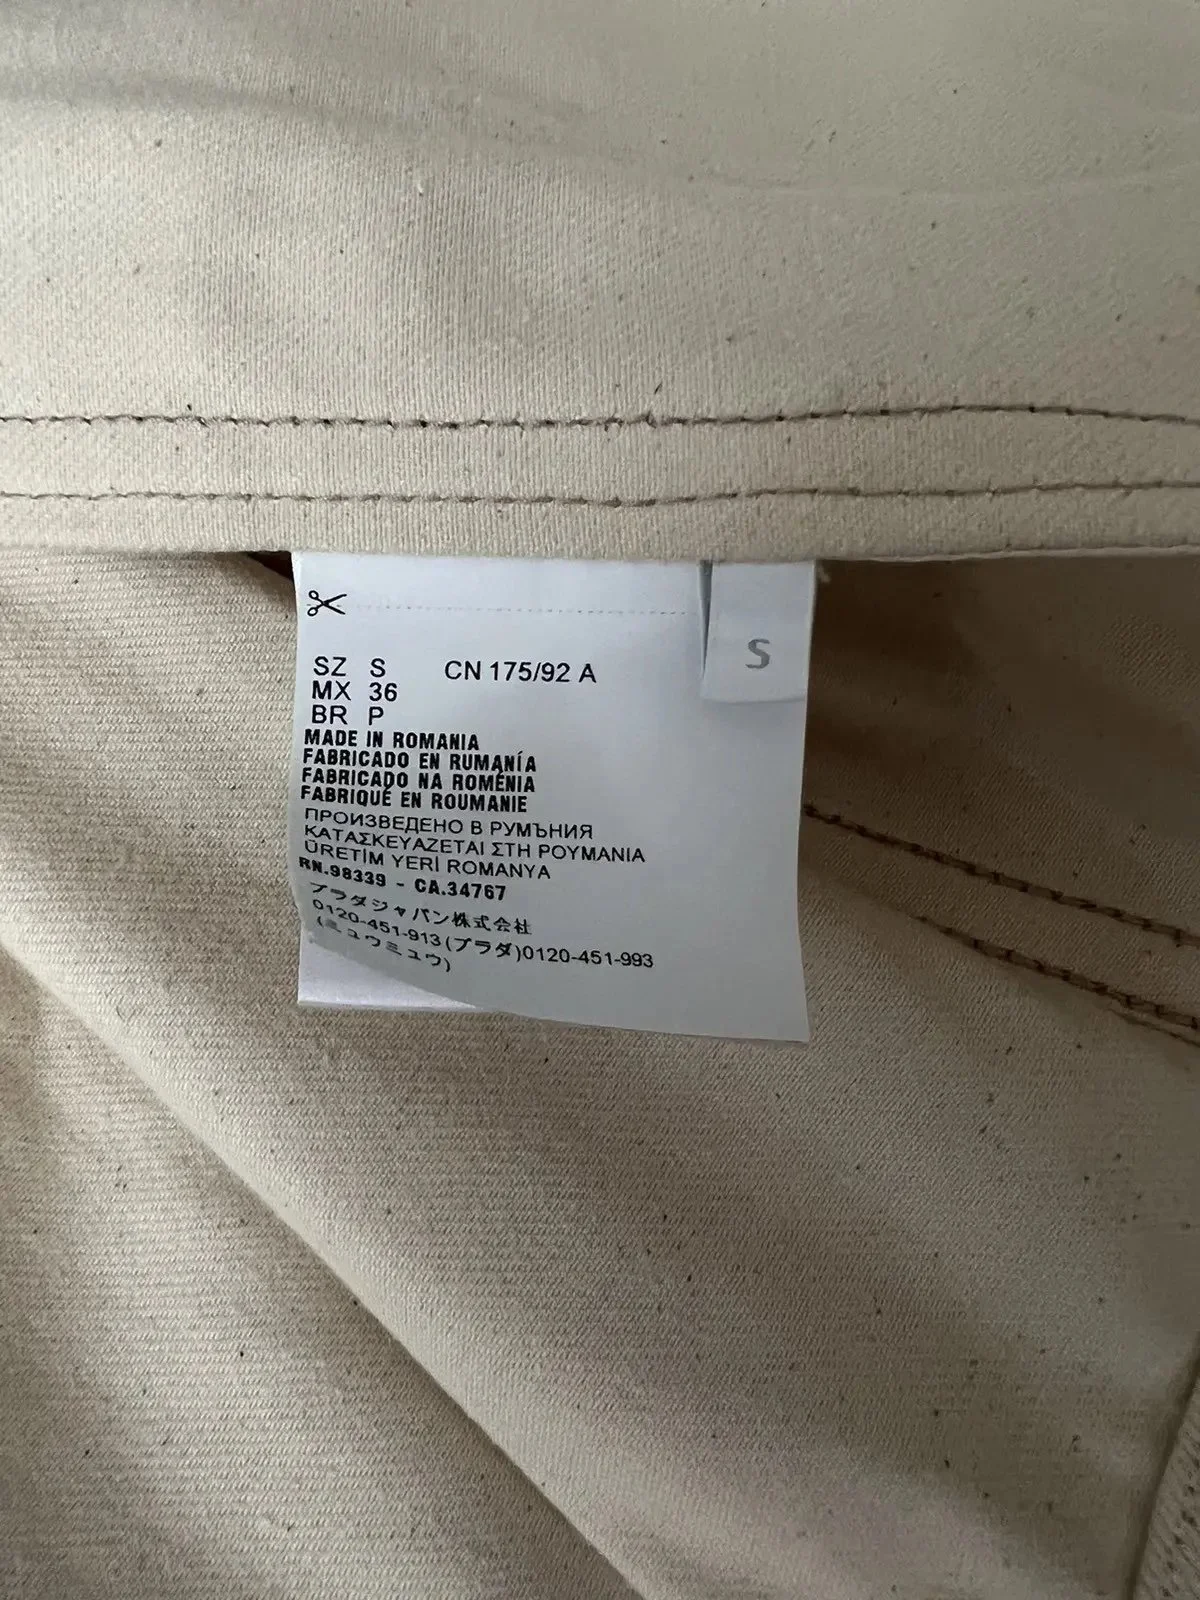 S
SZ S CN 175/92 A
MX 36
BR P
MADE IN ROMANIA
FABRICADO EN RUMANÍA
FABRICADO NA ROMÉNIA
FABRIQUÉ EN ROUMANIE
ПРОИЗВЕДЕНО В РУМЪНИЯ
ΚΑΤΑΣΚΕΥΑΖΕΤΑΙ ΣΤΗ ΡΟΥΜΑΝΙΑ
ÜRETİM YERİ ROMANYA
RN.98339 - CA.34767
プラダジャパン株式会社
0120-451-913(プラダ)0120-451-993
(ミュウミュウ)